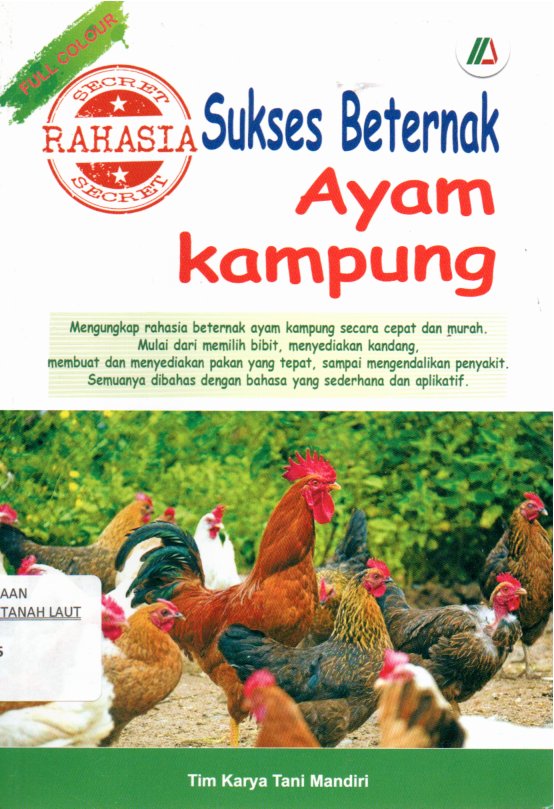 FULL COLOUR
SECRET
RAHASIA
SECRET
Sukses Beternak
Ayam
kampung
Mengungkap rahasia beternak ayam kampung secara cepat dan murah.
Mulai dari memilih bibit, menyediakan kandang,
membuat dan menyediakan pakan yang tepat, sampai mengendalikan penyakit.
Semuanya dibahas dengan bahasa yang sederhana dan aplikatif.
AAN
TANAH LAUT
Tim Karya Tani Mandiri